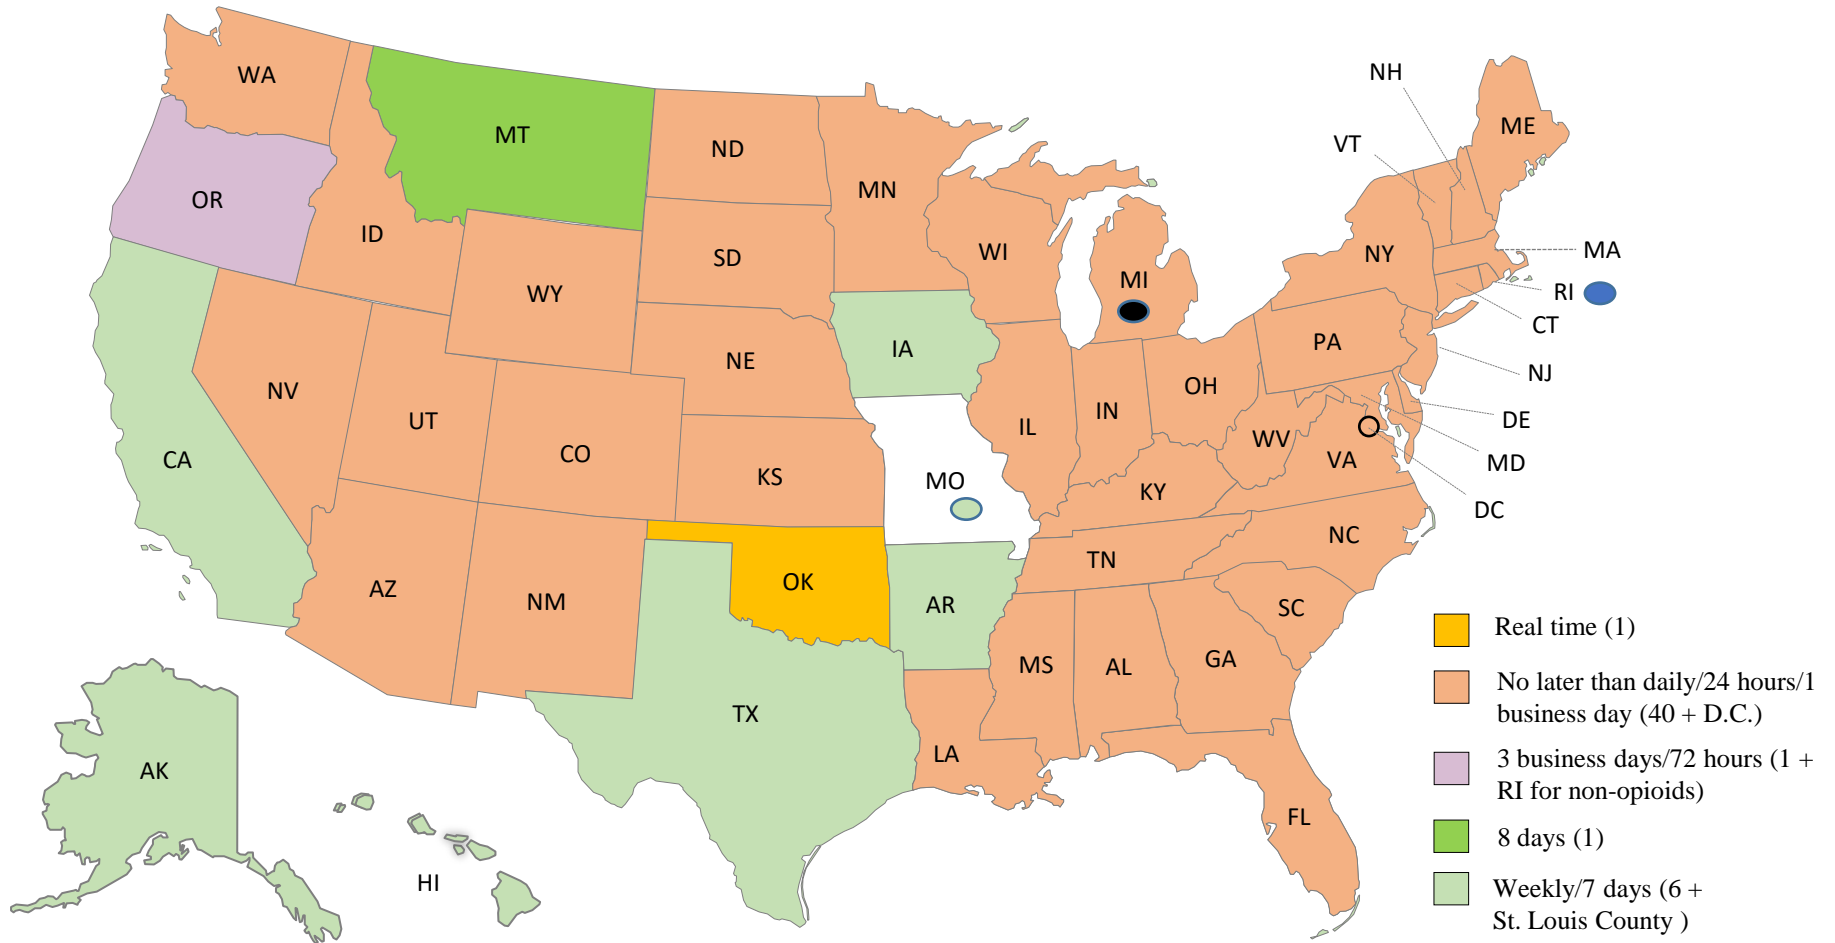 WA
NH
ME
MT
VT
ND
OR
MN
ID
SD
WI
NY
MA
WY
MI
RI
CT
PA
IA
NE
NJ
NV
OH
UT
IN
DE
IL
WV
CA
CO
VA
MD
KS
MO
KY
DC
NC
TN
OK
AZ
NM
AR
SC
GA
MS
AL
TX
LA
AK
FL
HI
Real time (1)
No later than daily/24 hours/1
business day (40 + D.C.)
3 business days/72 hours (1 +
RI for non-opioids)
8 days (1)
Weekly/7 days (6 +
St. Louis County )